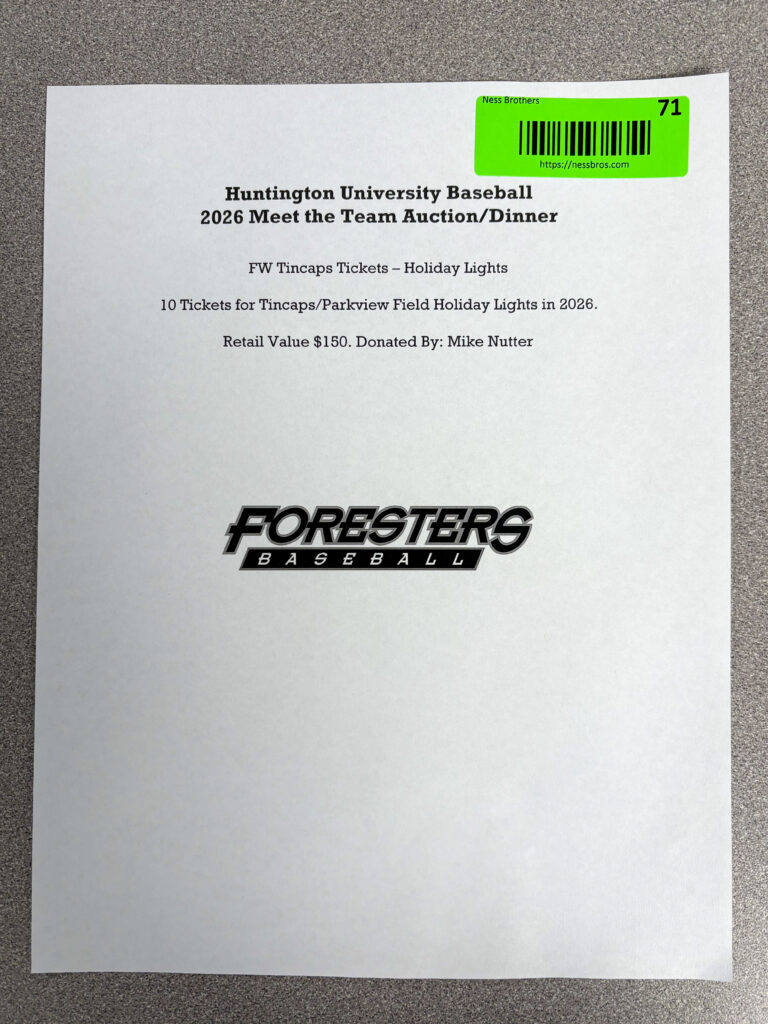 Ness Brothers
71
https://nessbros.com
Huntington University Baseball
2026 Meet the Team Auction/Dinner
FW Tincaps Tickets – Holiday Lights
10 Tickets for Tincaps/Parkview Field Holiday Lights in 2026.
Retail Value $150. Donated By: Mike Nutter
FORESTERS
BASEBALL